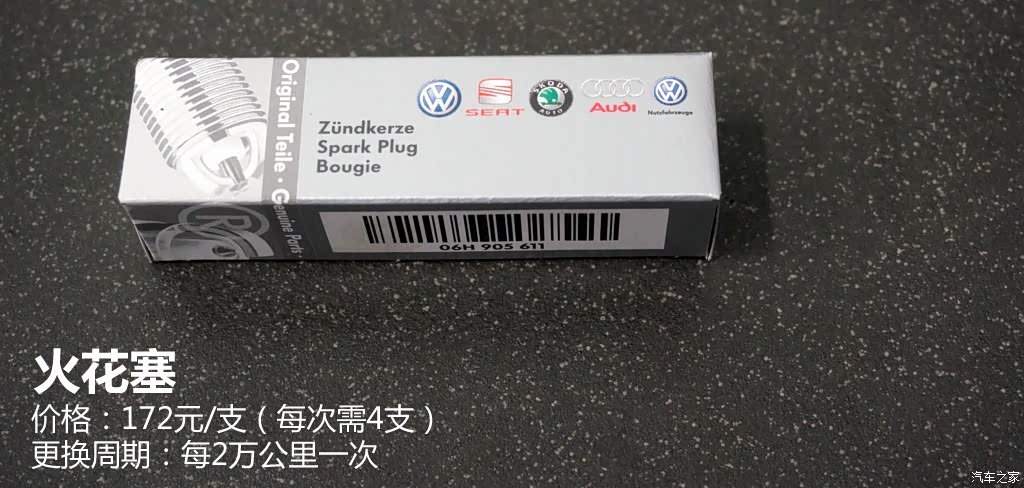 Original Teile · Genuine Parts
SEAT
SKODA
AUTO
Audi
Nutzfahrzeuge
Zündkerze
Spark Plug
Bougie
06H 905 611
火花塞
价格：172元/支（每次需4支）
更换周期：每2万公里一次
汽车之家